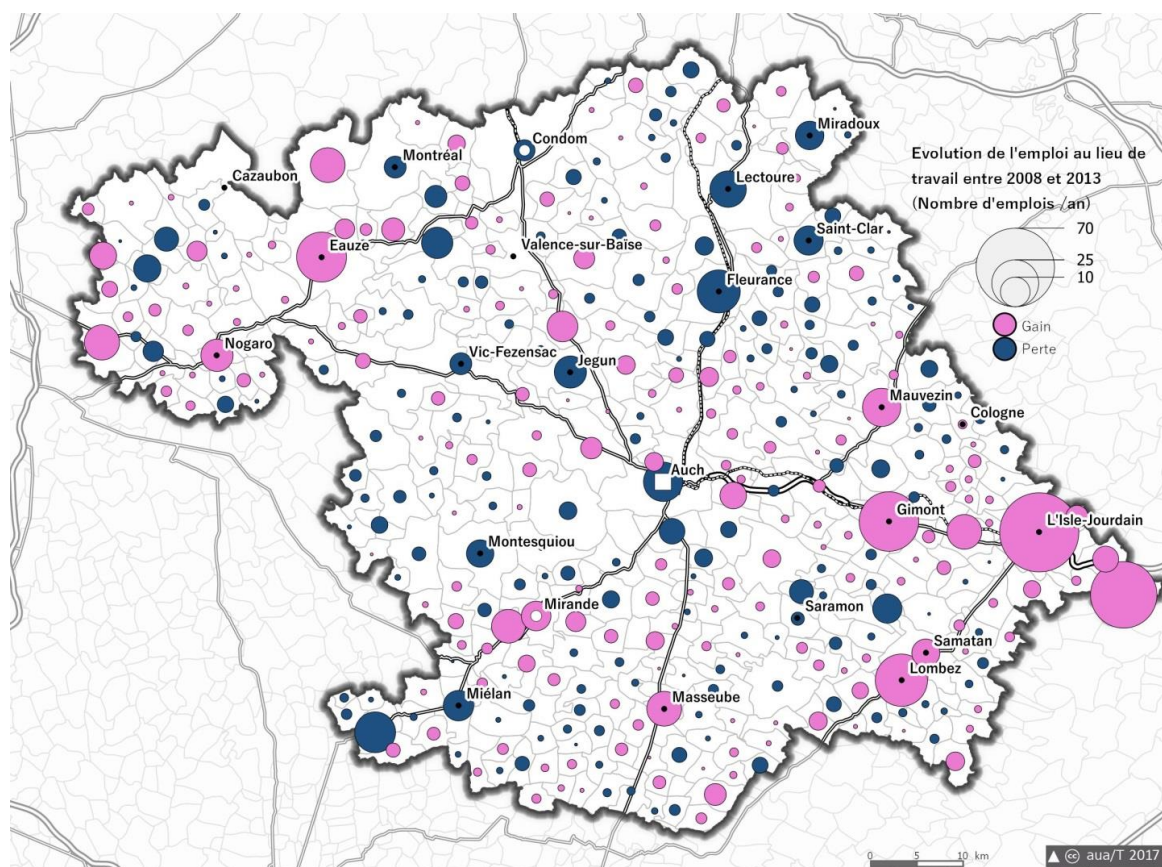 Condom
Miradoux
Montréal
Evolution de l'emploi au lieu de
travail entre 2008 et 2013
(Nombre d'emplois /an)
Cazaubon
Lectoure
Saint-Clar
70
Eauze
Valence-sur-Baïse
25
Fleurance
10
Gain
Perte
Nogaro
Vic-Fezensac
Jegun
Mauvezin
Cologne
Auch
Gimont
L'Isle-Jourdain
Montesquiou
Mirande
Saramon
Samatan
Lombez
Miélan
Masseube
0 5 10 km
cc aua/T 2017